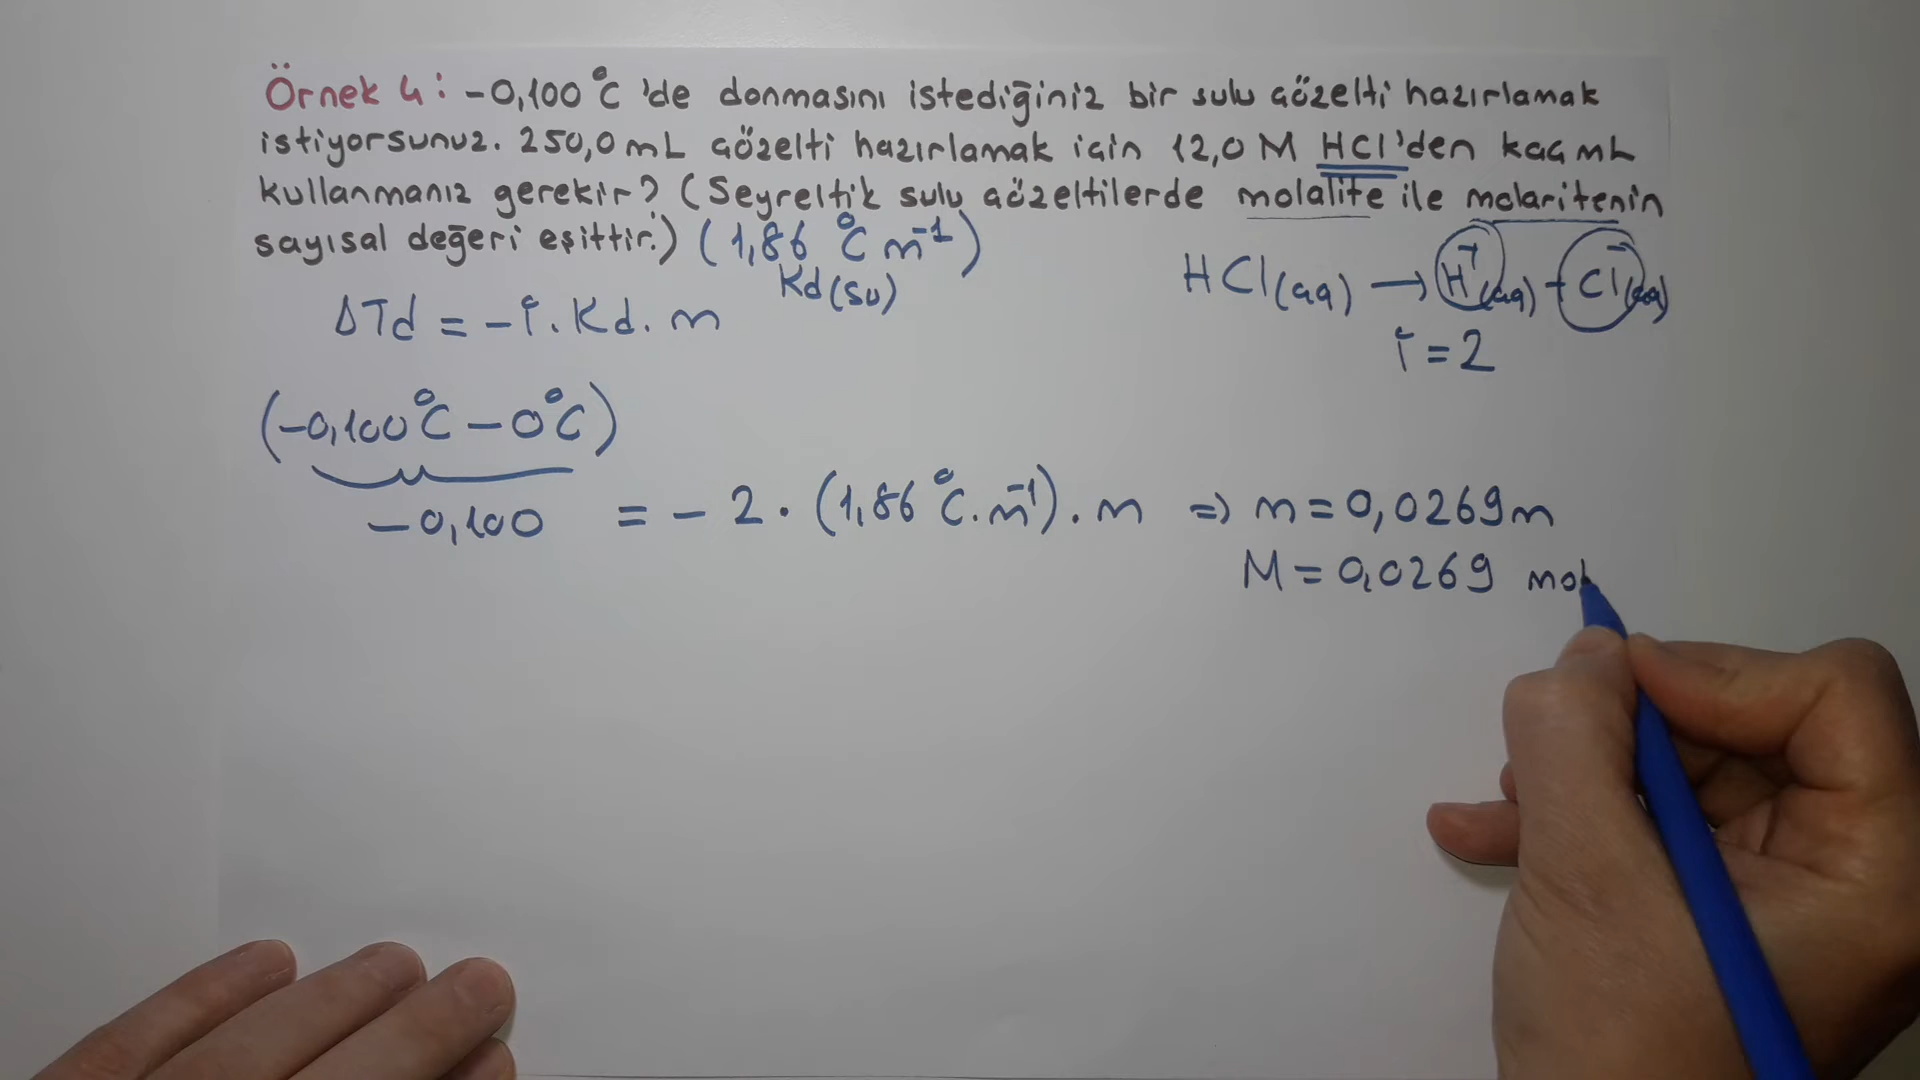 Örnek 4: -0,100 °C 'de donmasını istediğiniz bir sulu çözelti hazırlamak
istiyorsunuz. 250,0 mL çözelti hazırlamak için 12,0 M HCl'den kaç mL
kullanmanız gerekir? (Seyreltik sulu çözeltilerde molalite ile molaritenin
sayısal değeri eşittir.) (1,86 °C m⁻¹)
Kd(su)
HCl(aq) → H⁺(aq) + Cl⁻(aq)
i = 2
ΔTd = -i. Kd. m
(-0,100°C - 0°C)
-0,100 = - 2 . (1,86 °C. m⁻¹) . m ⇒ m = 0,0269 m
M = 0,0269 mol